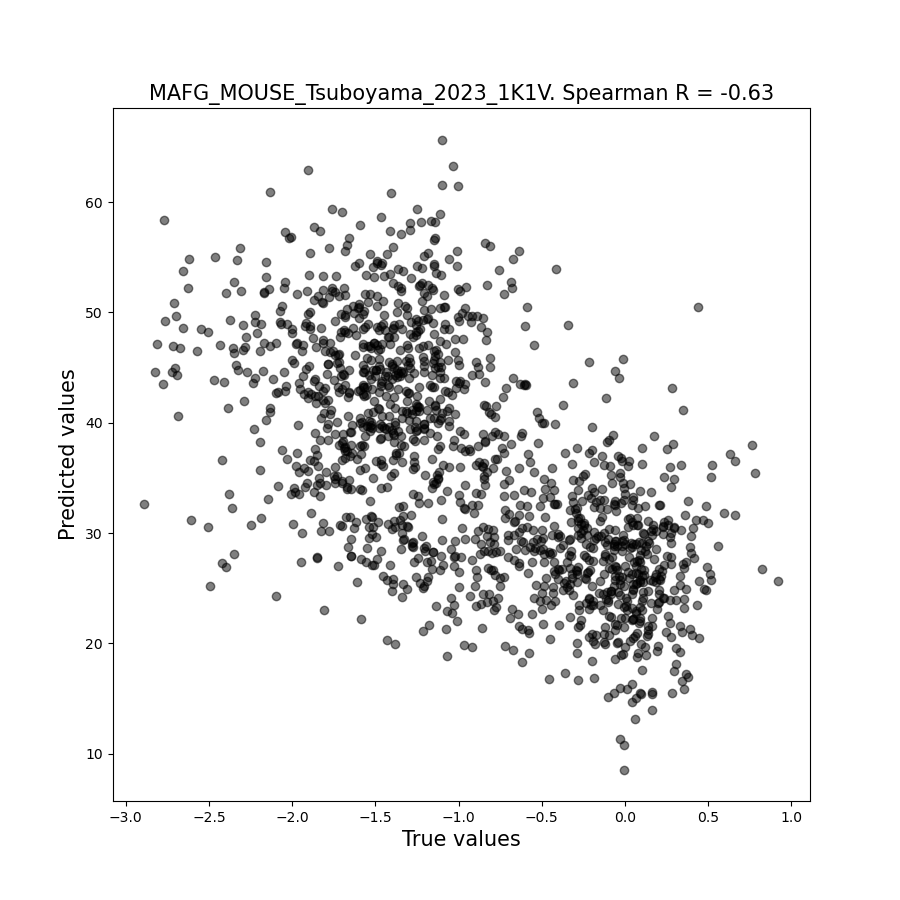 MAFG_MOUSE_Tsuboyama_2023_1K1V. Spearman R = -0.63
60
50
40
30
20
10
Predicted values
−3.0 −2.5 −2.0 −1.5 −1.0 −0.5 0.0 0.5 1.0
True values